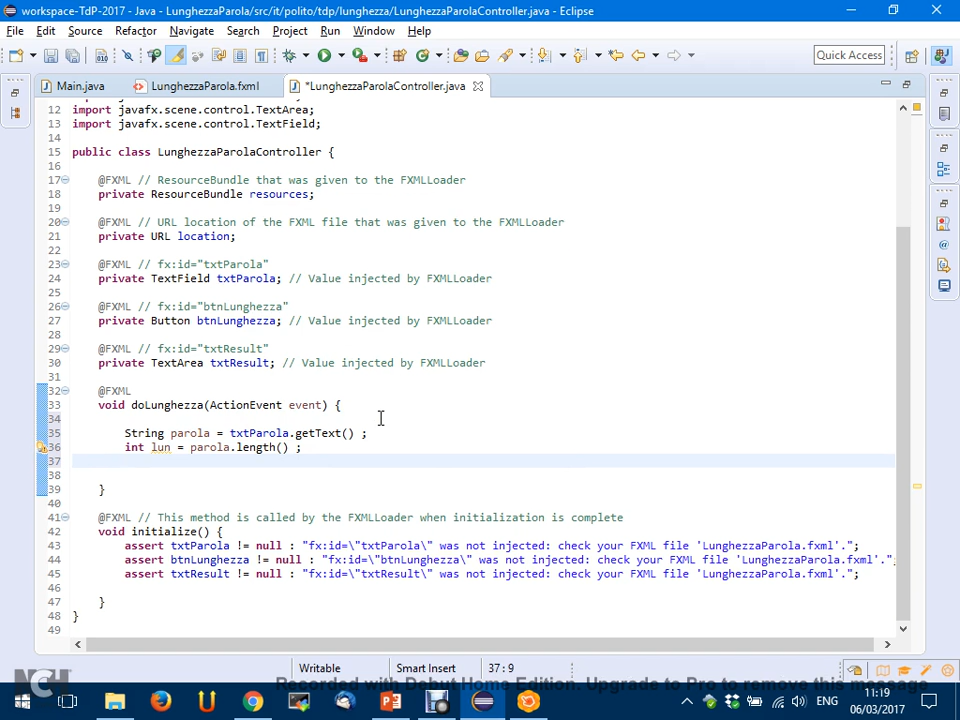 workspace-TdP-2017 - Java - LunghezzaParola/src/it/polito/tdp/lunghezza/LunghezzaParolaController.java - Eclipse
File Edit Source Refactor Navigate Search Project Run Window Help
Quick Access
Main.java LunghezzaParola.fxml *LunghezzaParolaController.java
12 import javafx.scene.control.TextArea;
13 import javafx.scene.control.TextField;
14
15 public class LunghezzaParolaController {
16
17 @FXML // ResourceBundle that was given to the FXMLLoader
18 private ResourceBundle resources;
19
20 @FXML // URL location of the FXML file that was given to the FXMLLoader
21 private URL location;
22
23 @FXML // fx:id="txtParola"
24 private TextField txtParola; // Value injected by FXMLLoader
25
26 @FXML // fx:id="btnLunghezza"
27 private Button btnLunghezza; // Value injected by FXMLLoader
28
29 @FXML // fx:id="txtResult"
30 private TextArea txtResult; // Value injected by FXMLLoader
31
32 @FXML
33 void doLunghezza(ActionEvent event) {
34
35 String parola = txtParola.getText() ;
36 int lun = parola.length() ;
37
38
39 }
40
41 @FXML // This method is called by the FXMLLoader when initialization is complete
42 void initialize() {
43 assert txtParola != null : "fx:id=\"txtParola\" was not injected: check your FXML file 'LunghezzaParola.fxml'.";
44 assert btnLunghezza != null : "fx:id=\"btnLunghezza\" was not injected: check your FXML file 'LunghezzaParola.fxml'."
45 assert txtResult != null : "fx:id=\"txtResult\" was not injected: check your FXML file 'LunghezzaParola.fxml'.";
46
47 }
48 }
49
Writable Smart Insert 37 : 9
NCH
Recorded with Debut Home Edition. Upgrade to Pro to remove this message
ENG 11:19
06/03/2017